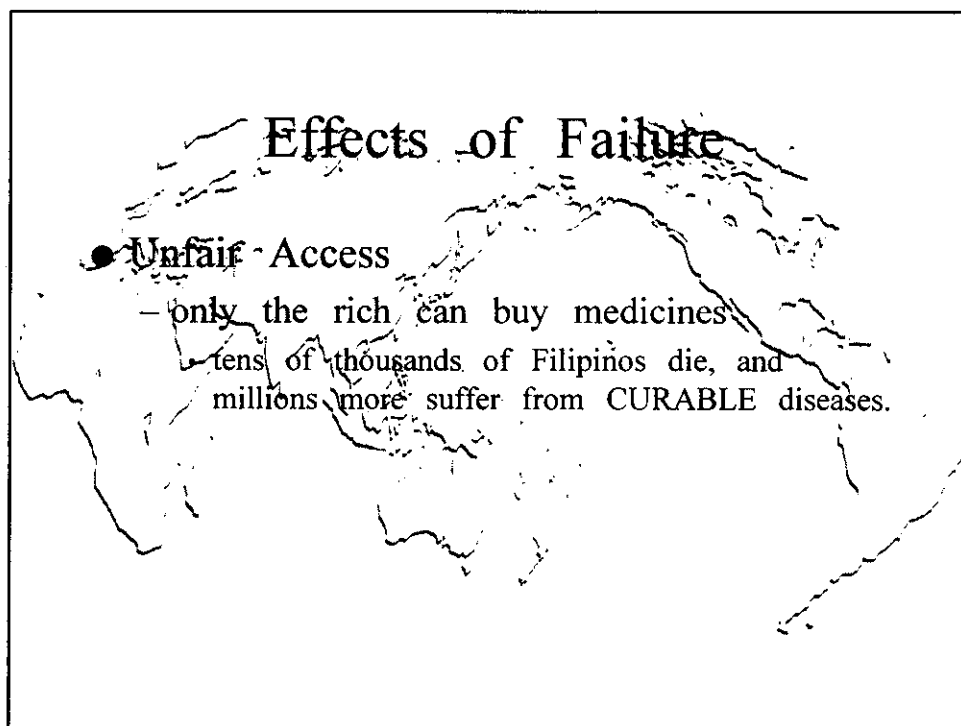 Effects of Failure
● Unfair Access
– only the rich can buy medicines
• tens of thousands of Filipinos die, and
millions more suffer from CURABLE diseases.